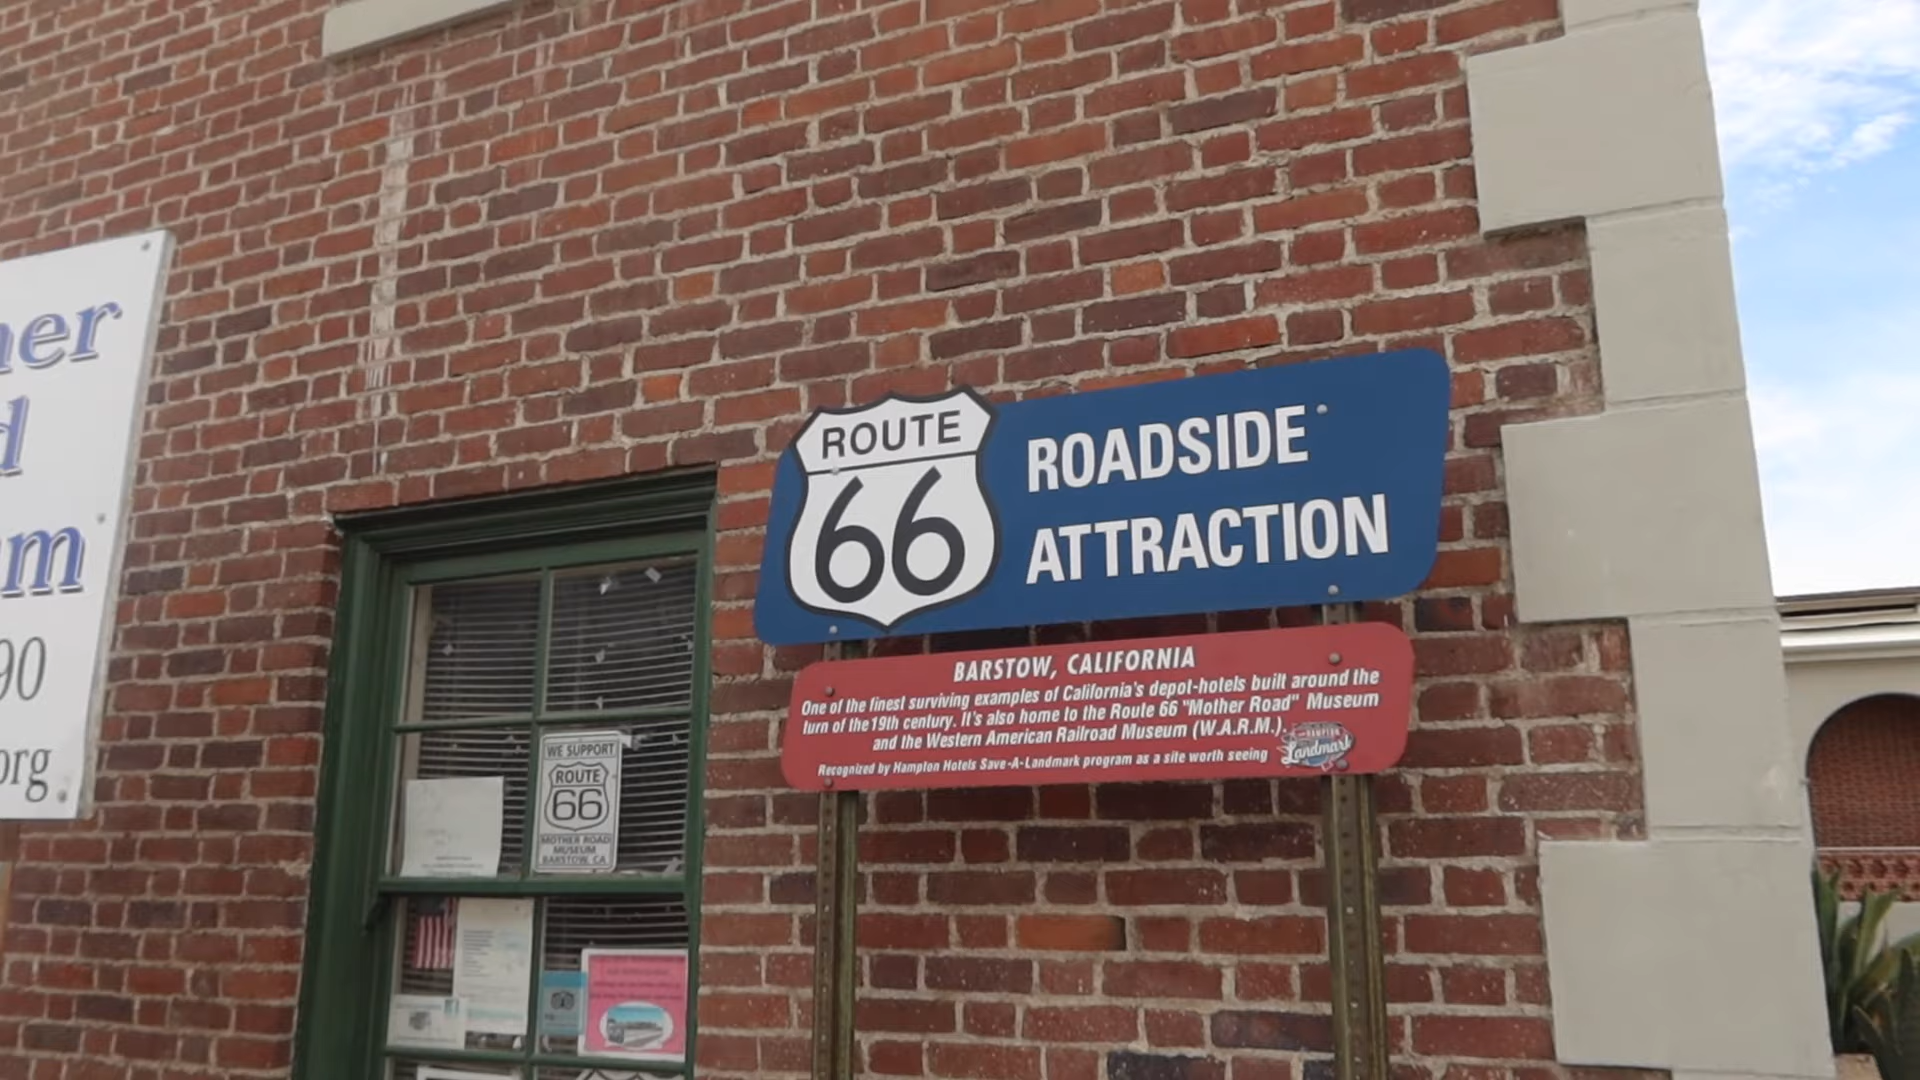 her
d
um
90
org
ROUTE
66
ROADSIDE
ATTRACTION
BARSTOW, CALIFORNIA
One of the finest surviving examples of California's depot-hotels built around the
turn of the 19th century. It's also home to the Route 66 "Mother Road" Museum
and the Western American Railroad Museum (W.A.R.M.).
Recognized by Hampton Hotels Save-A-Landmark program as a site worth seeing
HAMPTON
Landmark
WE SUPPORT
ROUTE
66
MOTHER ROAD
MUSEUM
BARSTOW, CA